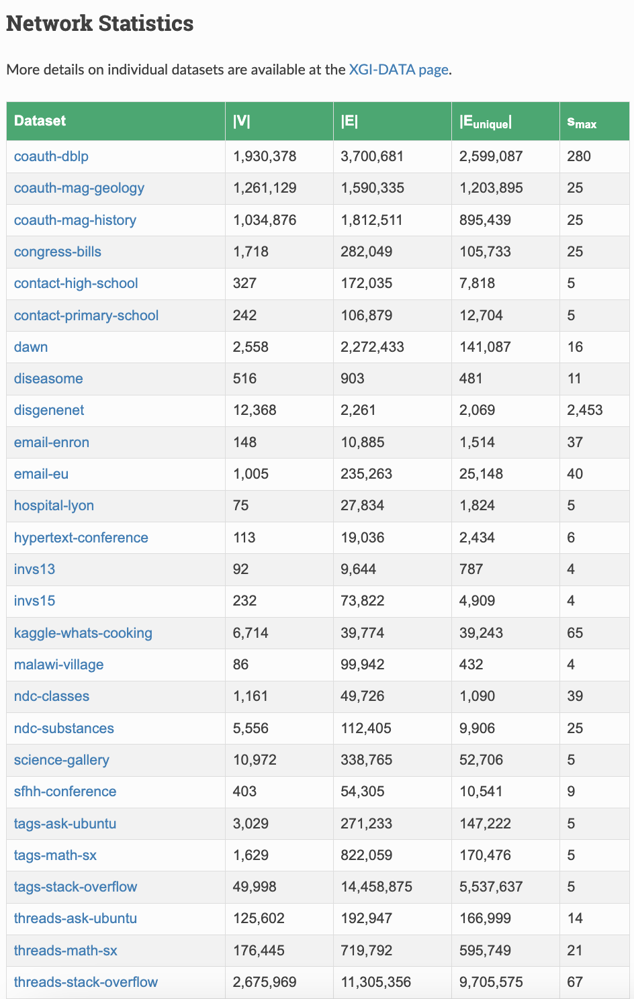 Network Statistics
More details on individual datasets are available at the XGI-DATA page.
Dataset |V| |E| |Eunique| smax
coauth-dblp 1,930,378 3,700,681 2,599,087 280
coauth-mag-geology 1,261,129 1,590,335 1,203,895 25
coauth-mag-history 1,034,876 1,812,511 895,439 25
congress-bills 1,718 282,049 105,733 25
contact-high-school 327 172,035 7,818 5
contact-primary-school 242 106,879 12,704 5
dawn 2,558 2,272,433 141,087 16
diseasome 516 903 481 11
disgenenet 12,368 2,261 2,069 2,453
email-enron 148 10,885 1,514 37
email-eu 1,005 235,263 25,148 40
hospital-lyon 75 27,834 1,824 5
hypertext-conference 113 19,036 2,434 6
invs13 92 9,644 787 4
invs15 232 73,822 4,909 4
kaggle-whats-cooking 6,714 39,774 39,243 65
malawi-village 86 99,942 432 4
ndc-classes 1,161 49,726 1,090 39
ndc-substances 5,556 112,405 9,906 25
science-gallery 10,972 338,765 52,706 5
sfhh-conference 403 54,305 10,541 9
tags-ask-ubuntu 3,029 271,233 147,222 5
tags-math-sx 1,629 822,059 170,476 5
tags-stack-overflow 49,998 14,458,875 5,537,637 5
threads-ask-ubuntu 125,602 192,947 166,999 14
threads-math-sx 176,445 719,792 595,749 21
threads-stack-overflow 2,675,969 11,305,356 9,705,575 67